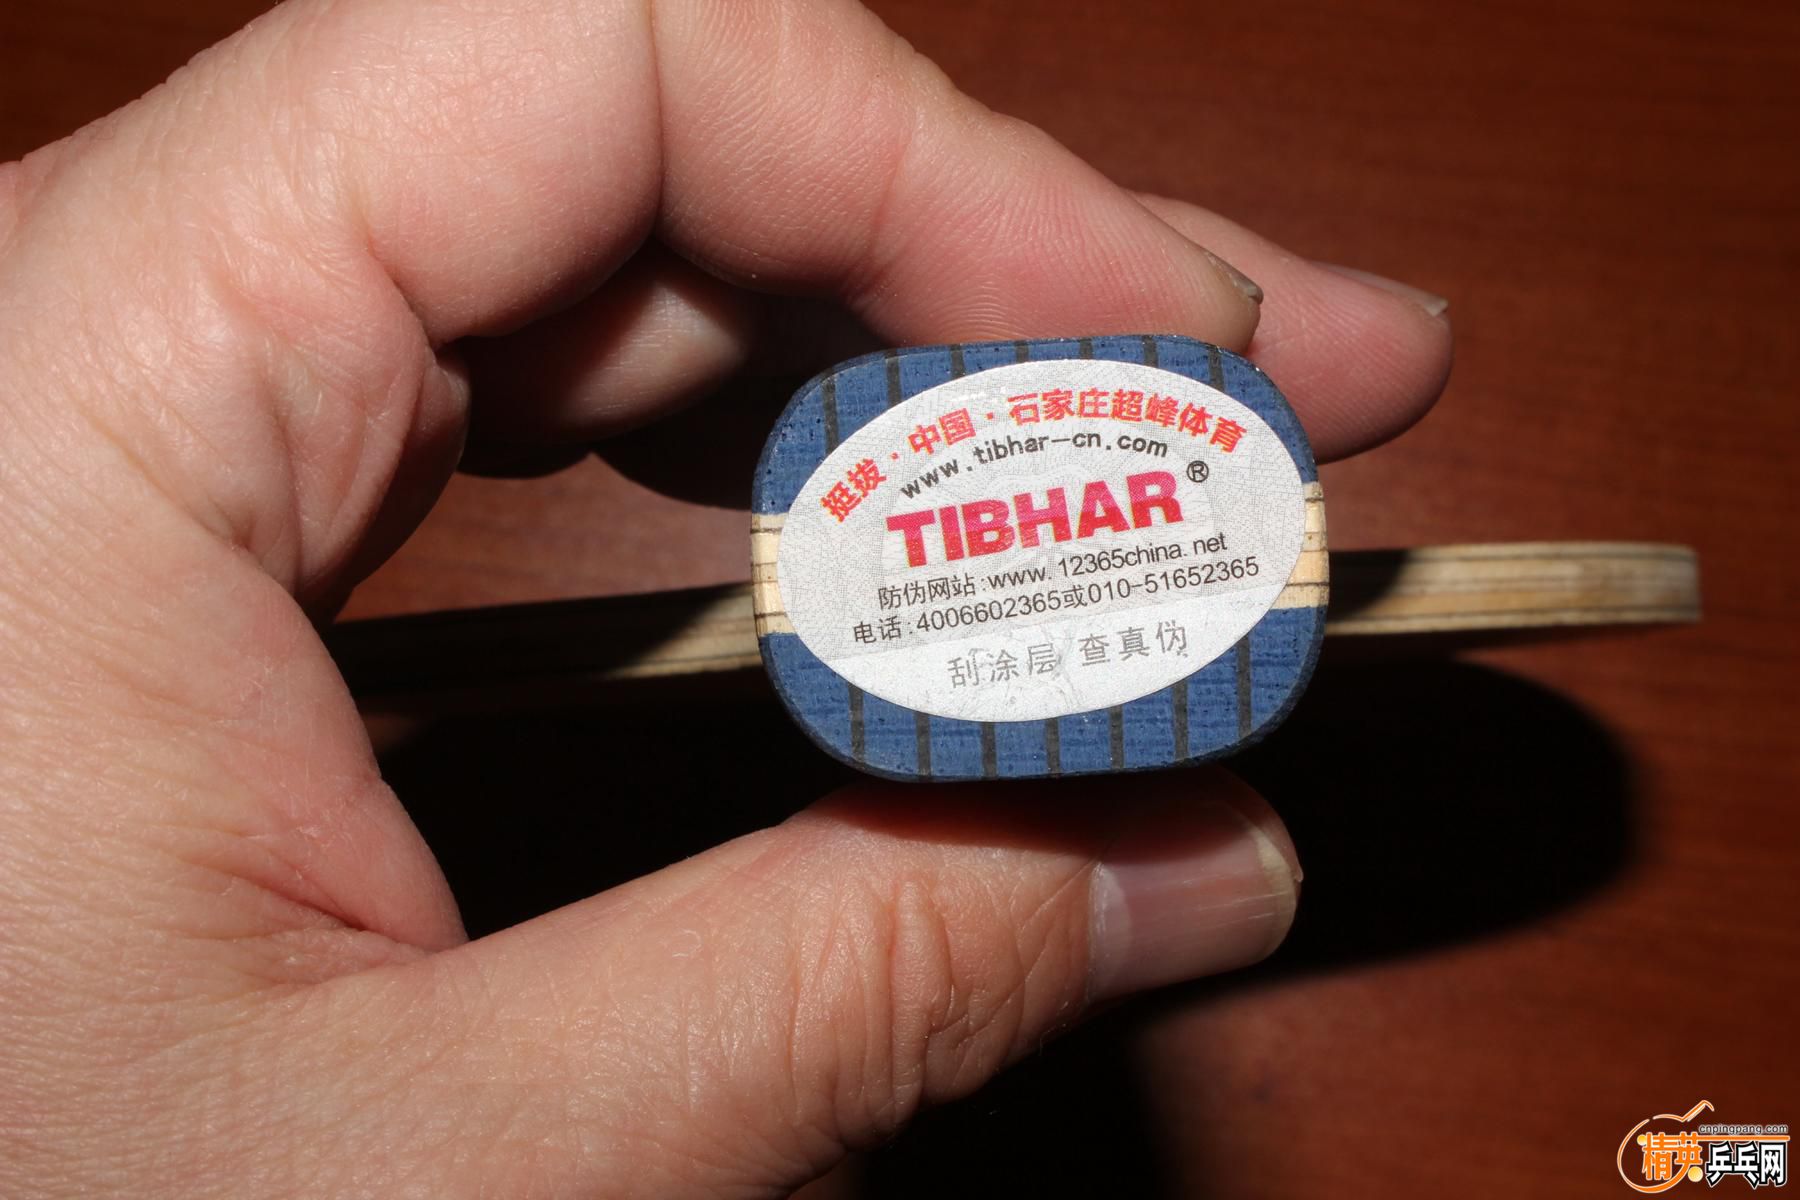 挺拔·中国·石家庄超峰体育
www.tibhar-cn.com
TIBHAR®
防伪网站:www.12365china.net
电话:4006602365或010-51652365
刮涂层 查真伪
cnpingpang.com
精英乒乓网